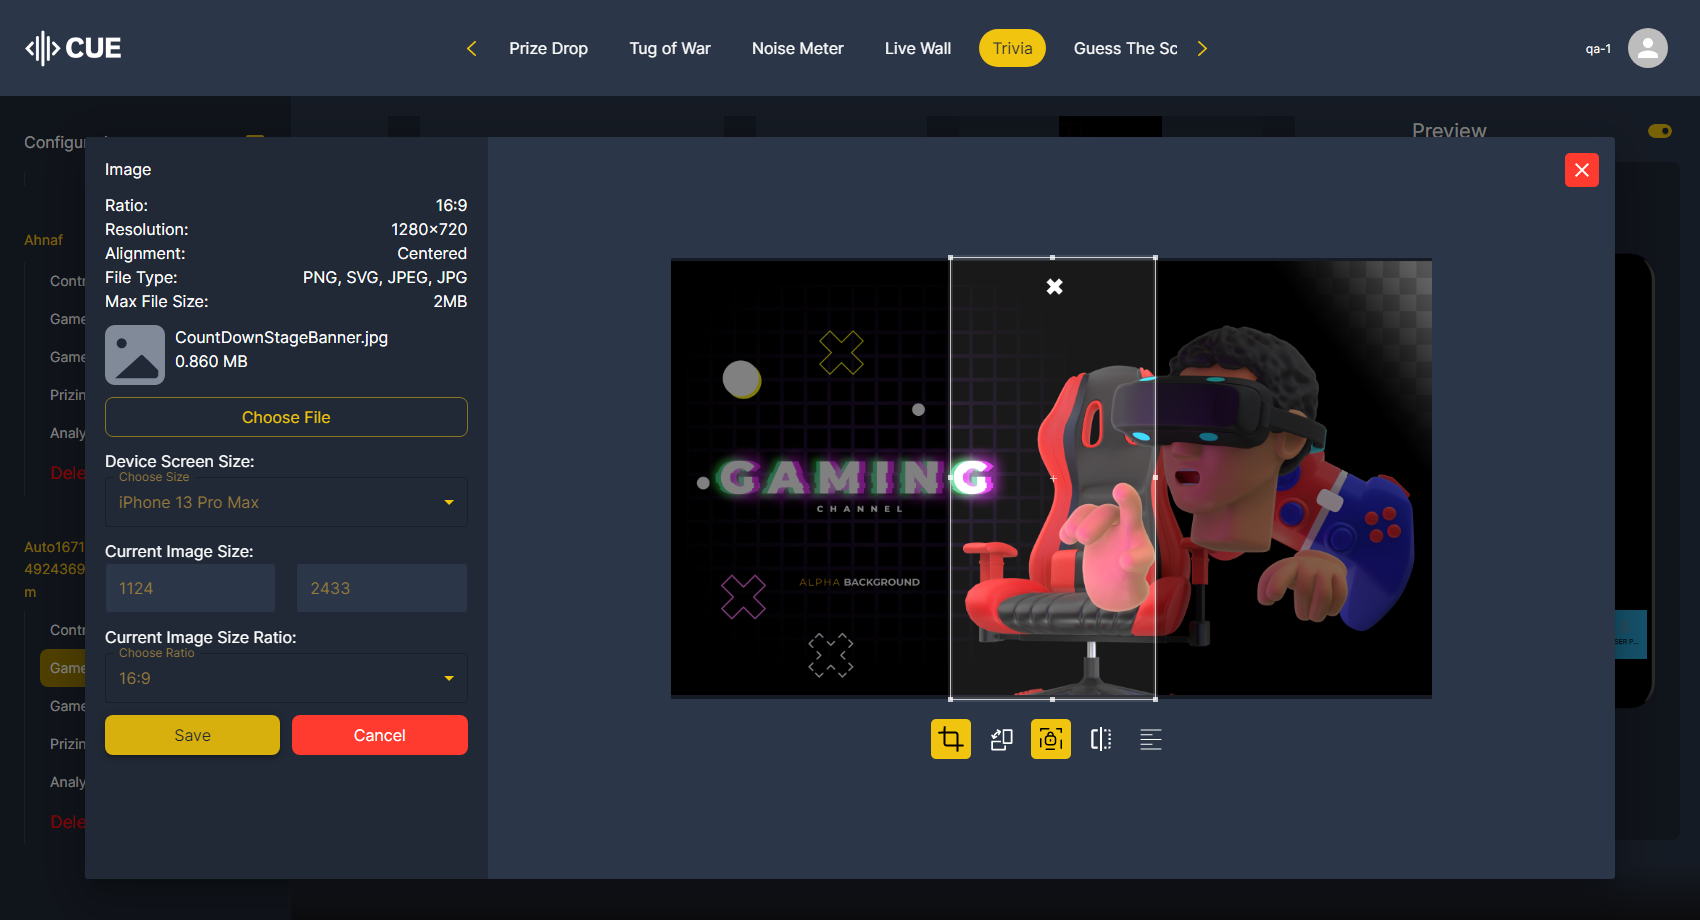 CUE
Prize Drop
Tug of War
Noise Meter
Live Wall
Trivia
Guess The Sc
qa-1
Configu
Preview
Image
Ratio:
16:9
Resolution:
1280×720
Alignment:
Centered
File Type:
PNG, SVG, JPEG, JPG
Max File Size:
2MB
CountDownStageBanner.jpg
0.860 MB
Choose File
Device Screen Size:
Choose Size
iPhone 13 Pro Max
Current Image Size:
1124
2433
Current Image Size Ratio:
Choose Ratio
16:9
Save
Cancel
Ahnaf
Contr
Game
Game
Prizin
Analy
Dele
Auto1671
4924369
m
Contr
Game
Game
Prizin
Analy
Dele
GAMING
CHANNEL
ALPHA BACKGROUND
SER P...